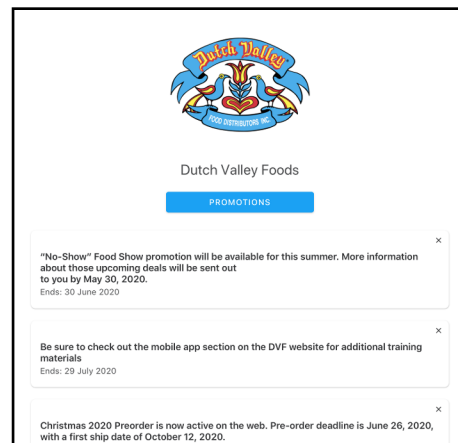 Dutch Valley
FOOD DISTRIBUTORS INC.
Dutch Valley Foods
PROMOTIONS
"No-Show" Food Show promotion will be available for this summer. More information
about those upcoming deals will be sent out
to you by May 30, 2020.
Ends: 30 June 2020
Be sure to check out the mobile app section on the DVF website for additional training
materials
Ends: 29 July 2020
Christmas 2020 Preorder is now active on the web. Pre-order deadline is June 26, 2020,
with a first ship date of October 12, 2020.